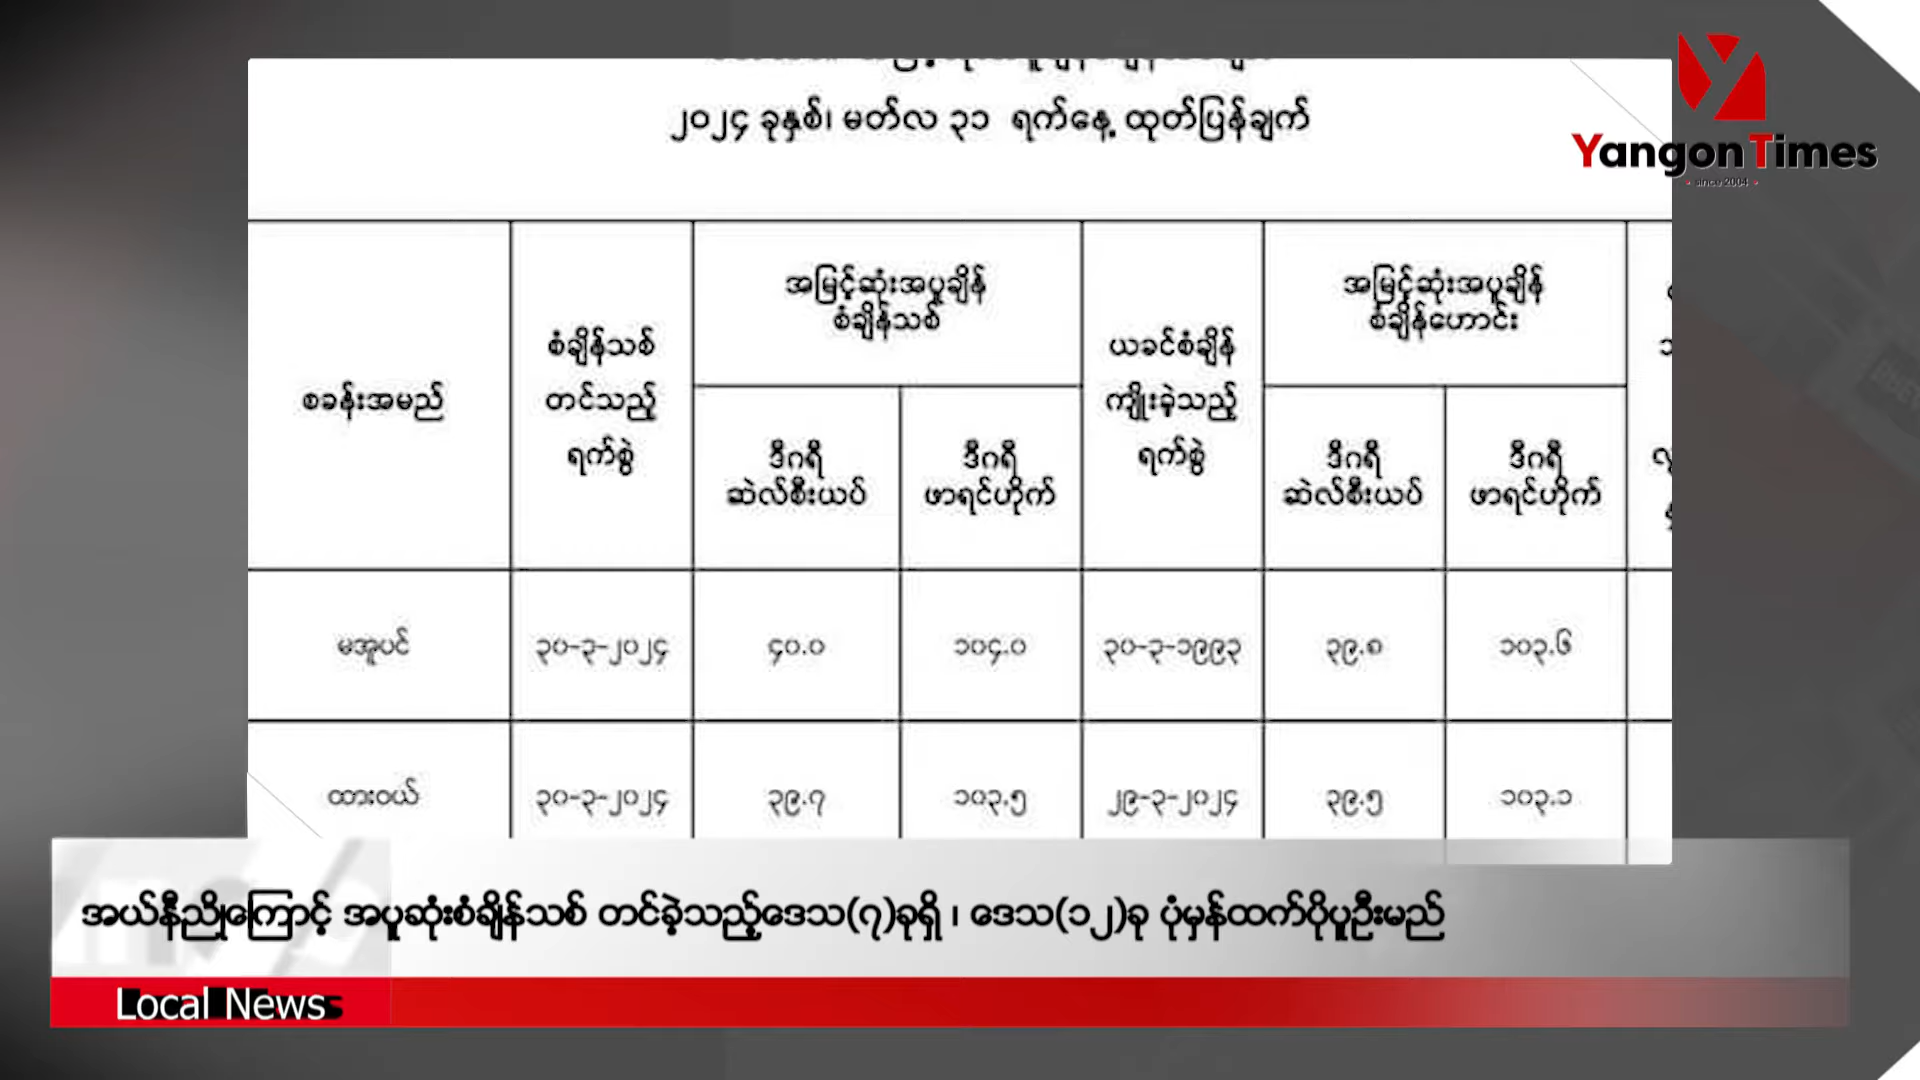 ၂၀၂၄ ခုနှစ်၊ မတ်လ ၃၁ ရက်နေ့ ထုတ်ပြန်ချက်
Yangon Times
since 2004
စခန်းအမည်
စံချိန်သစ်
တင်သည့်
ရက်စွဲ
အမြင့်ဆုံးအပူချိန်
စံချိန်သစ်
ဒီဂရီ
ဆဲလ်စီးယပ်
ဒီဂရီ
ဖာရင်ဟိုက်
ယခင်စံချိန်
ကျိုးခဲ့သည့်
ရက်စွဲ
အမြင့်ဆုံးအပူချိန်
စံချိန်ဟောင်း
ဒီဂရီ
ဆဲလ်စီးယပ်
ဒီဂရီ
ဖာရင်ဟိုက်
မအူပင် ၃၀-၃-၂၀၂၄ ၄၀.၀ ၁၀၄.၀ ၃၀-၃-၁၉၉၃ ၃၉.၈ ၁၀၃.၆
ထားဝယ် ၃၀-၃-၂၀၂၄ ၃၉.၇ ၁၀၃.၅ ၂၉-၃-၂၀၂၄ ၃၉.၅ ၁၀၃.၁
အယ်နီညိုကြောင့် အပူဆုံးစံချိန်သစ် တင်ခဲ့သည့်ဒေသ(၇)ခုရှိ ၊ ဒေသ(၁၂)ခု ပုံမှန်ထက်ပိုပူဦးမည်
Local News